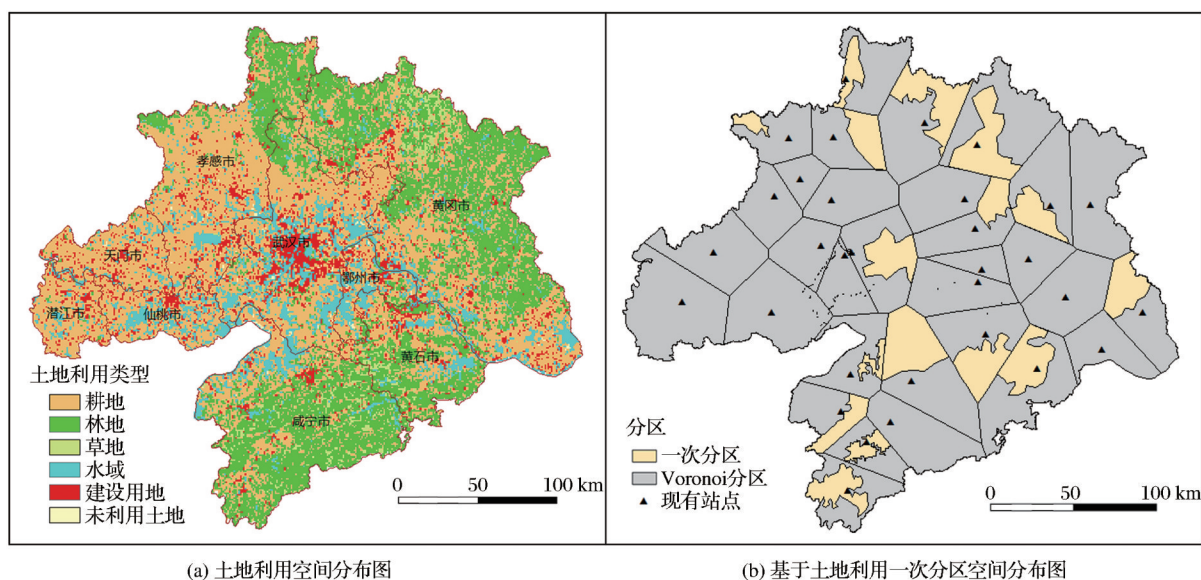 (a)
孝感市
黄冈市
武汉市
天门市
鄂州市
潜江市
仙桃市
黄石市
咸宁市
土地利用类型
耕地
林地
草地
水域
建设用地
未利用土地
0 50 100 km
(a) 土地利用空间分布图
(b)
分区
一次分区
Voronoi分区
现有站点
0 50 100 km
(b) 基于土地利用一次分区空间分布图